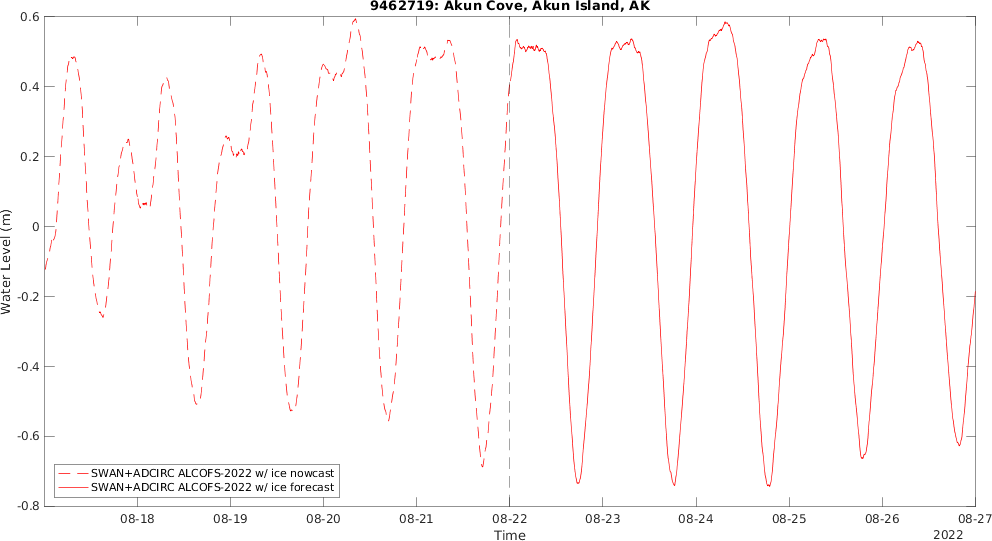 9462719: Akun Cove, Akun Island, AK
Water Level (m)
0.6
0.4
0.2
0
-0.2
-0.4
-0.6
-0.8
SWAN+ADCIRC ALCOFS-2022 w/ ice nowcast
SWAN+ADCIRC ALCOFS-2022 w/ ice forecast
08-18 08-19 08-20 08-21 08-22 08-23 08-24 08-25 08-26 08-27
Time
2022